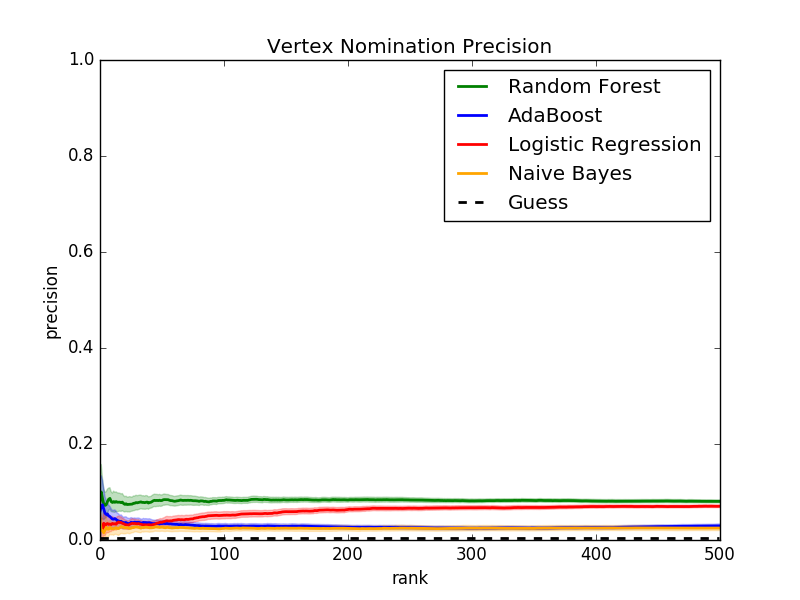 Vertex Nomination Precision
1.0
0.8
0.6
0.4
0.2
0.0
precision
Random Forest
AdaBoost
Logistic Regression
Naive Bayes
Guess
0 100 200 300 400 500
rank